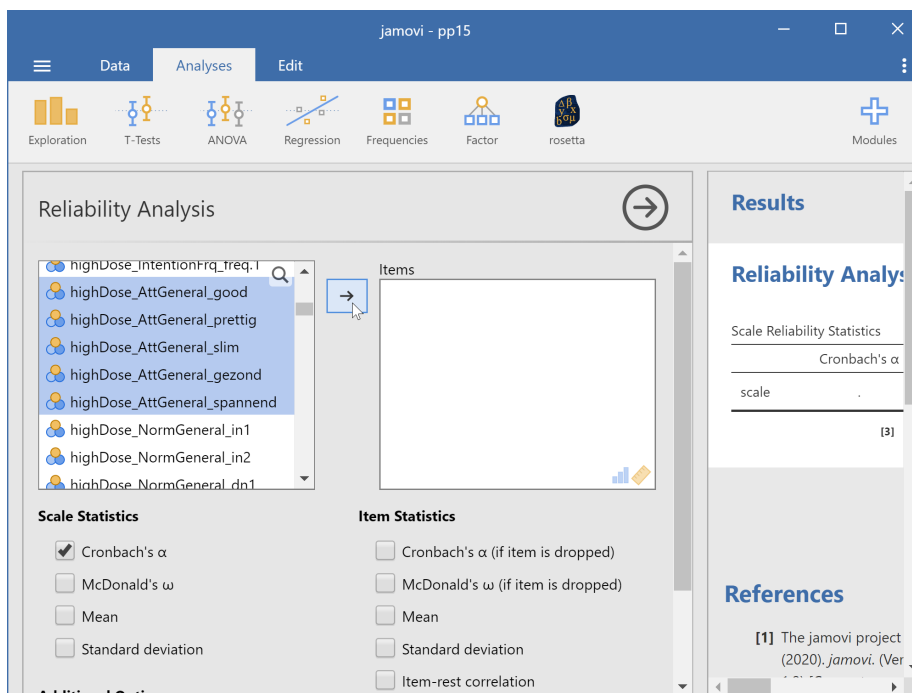 jamovi - pp15
Data Analyses Edit
Exploration T-Tests ANOVA Regression Frequencies Factor rosetta Modules
Reliability Analysis
highDose_IntentionFrq_freq.1
highDose_AttGeneral_good
highDose_AttGeneral_prettig
highDose_AttGeneral_slim
highDose_AttGeneral_gezond
highDose_AttGeneral_spannend
highDose_NormGeneral_in1
highDose_NormGeneral_in2
highDose_NormGeneral_dn1
Items
Scale Statistics
Cronbach's α
McDonald's ω
Mean
Standard deviation
Item Statistics
Cronbach's α (if item is dropped)
McDonald's ω (if item is dropped)
Mean
Standard deviation
Item-rest correlation
Results
Reliability Analys
Scale Reliability Statistics
Cronbach's α
scale .
[3]
References
[1] The jamovi project
(2020). jamovi. (Ver